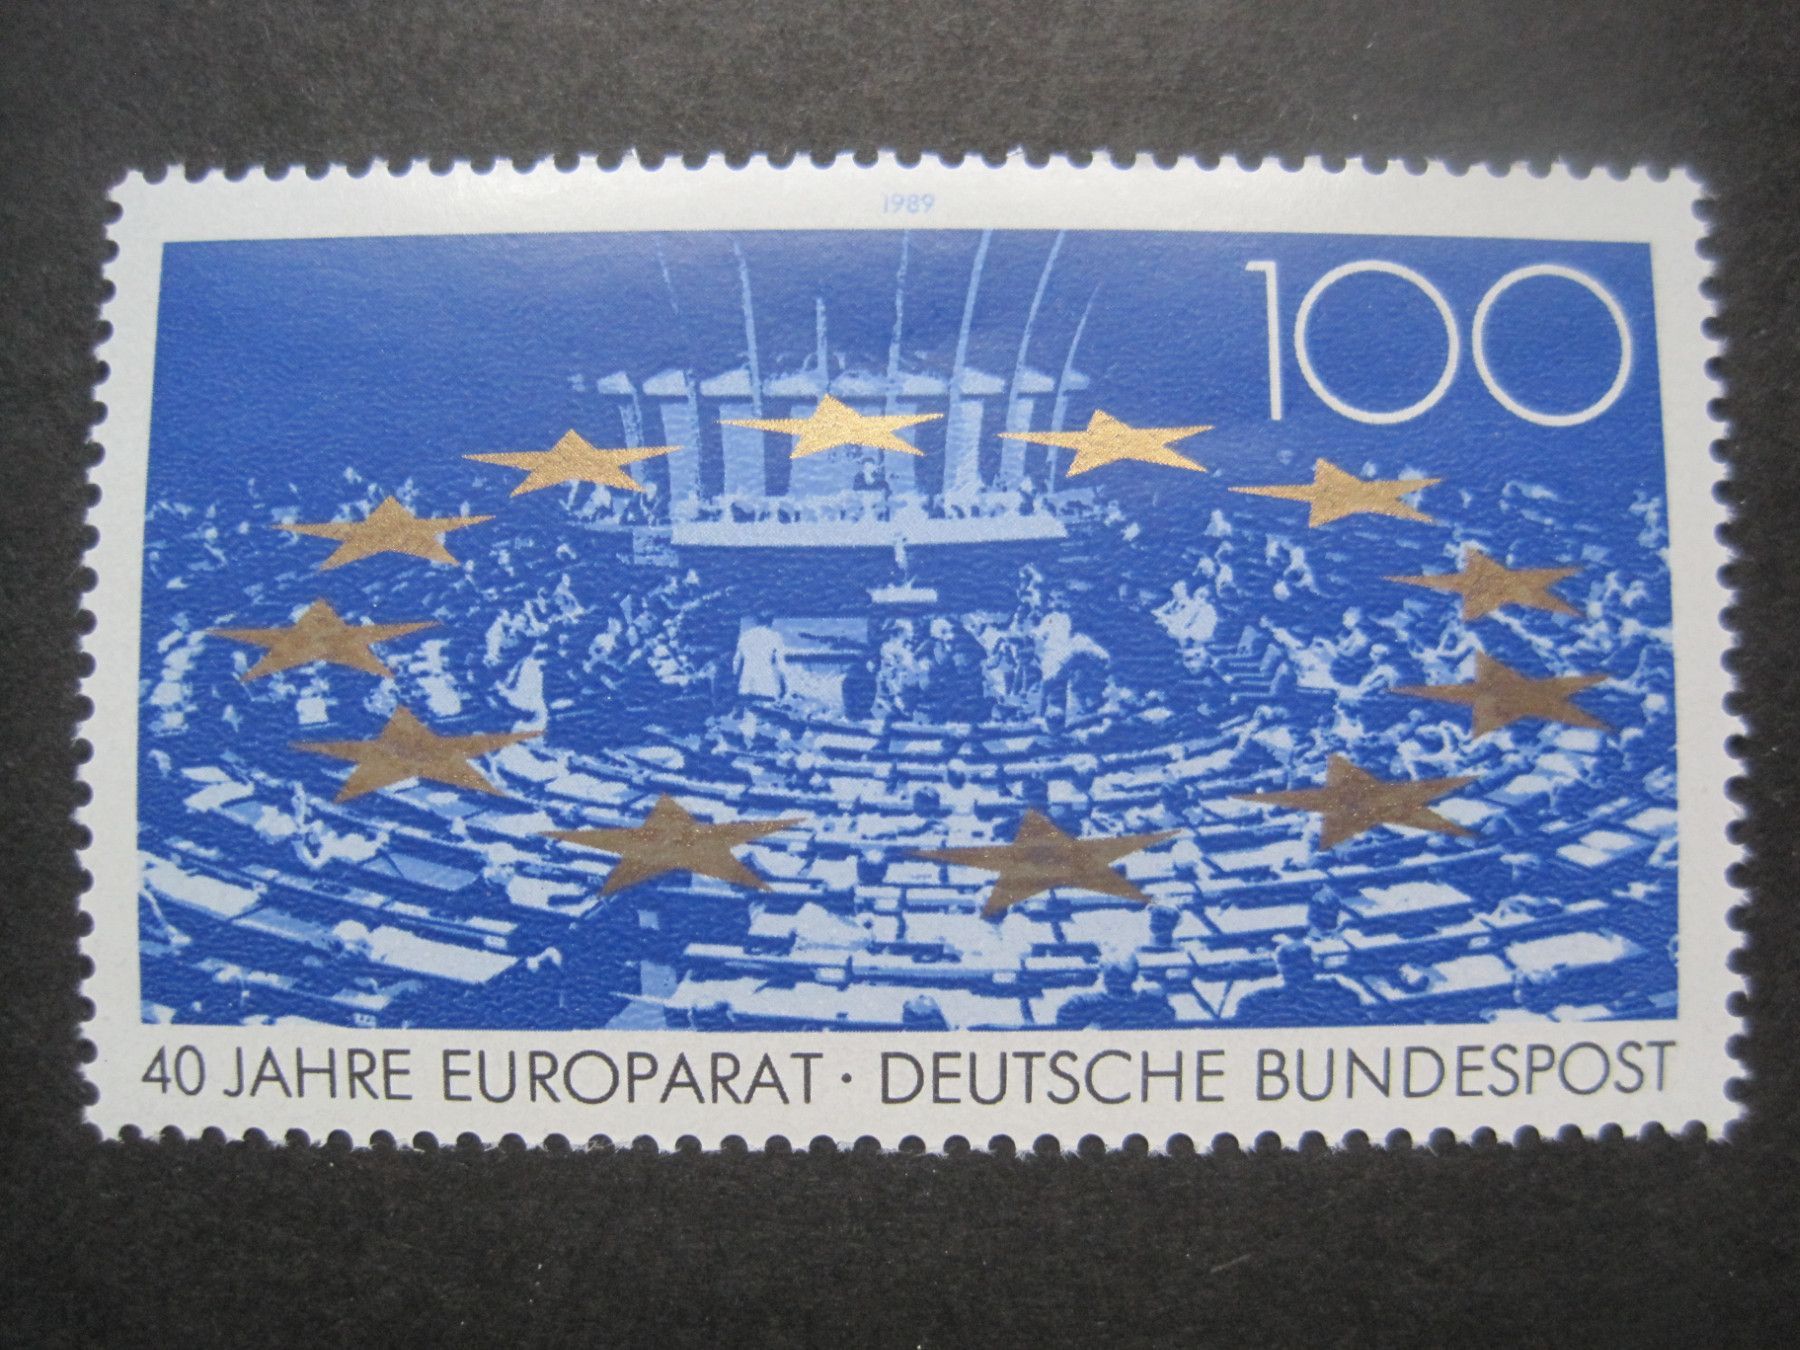 1989
100
40 JAHRE EUROPARAT · DEUTSCHE BUNDESPOST